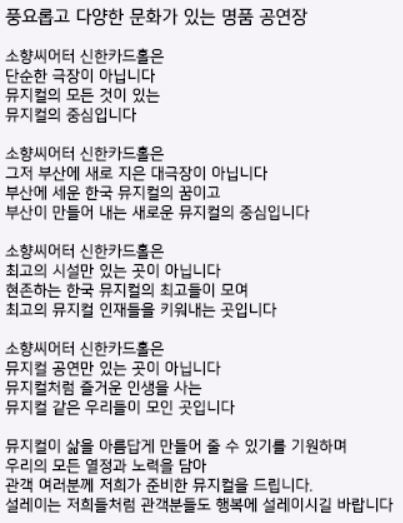 풍요롭고 다양한 문화가 있는 명품 공연장
소향씨어터 신한카드홀은
단순한 극장이 아닙니다
뮤지컬의 모든 것이 있는
뮤지컬의 중심입니다
소향씨어터 신한카드홀은
그저 부산에 새로 지은 대극장이 아닙니다
부산에 세운 한국 뮤지컬의 꿈이고
부산이 만들어 내는 새로운 뮤지컬의 중심입니다
소향씨어터 신한카드홀은
최고의 시설만 있는 곳이 아닙니다
현존하는 한국 뮤지컬의 최고들이 모여
최고의 뮤지컬 인재들을 키워내는 곳입니다
소향씨어터 신한카드홀은
뮤지컬 공연만 있는 곳이 아닙니다
뮤지컬처럼 즐거운 인생을 사는
뮤지컬 같은 우리들이 모인 곳입니다
뮤지컬이 삶을 아름답게 만들어 줄 수 있기를 기원하며
우리의 모든 열정과 노력을 담아
관객 여러분께 저희가 준비한 뮤지컬을 드립니다.
설레이는 저희들처럼 관객분들도 행복에 설레이시길 바랍니다